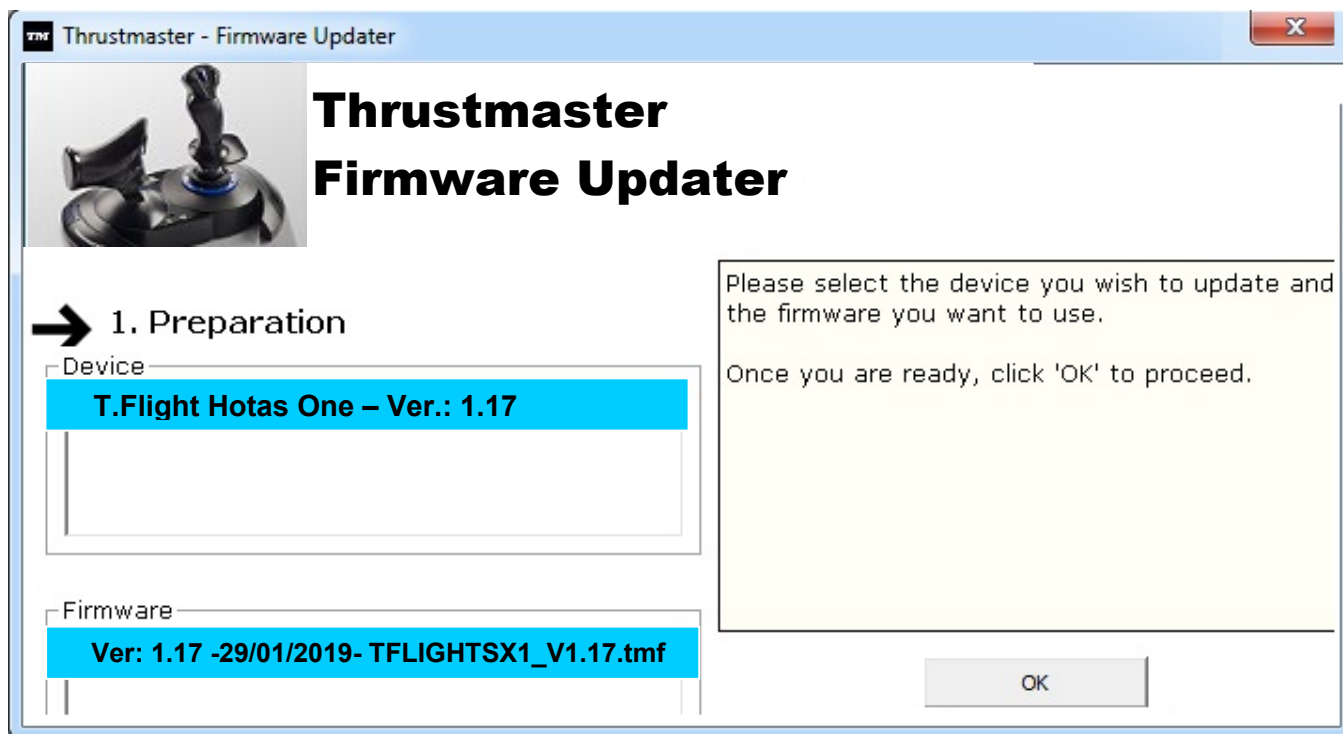 TM Thrustmaster - Firmware Updater
X
Thrustmaster
Firmware Updater
1. Preparation
Device
T.Flight Hotas One – Ver.: 1.17
Firmware
Ver: 1.17 -29/01/2019- TFLIGHTSX1_V1.17.tmf
Please select the device you wish to update and
the firmware you want to use.
Once you are ready, click 'OK' to proceed.
OK